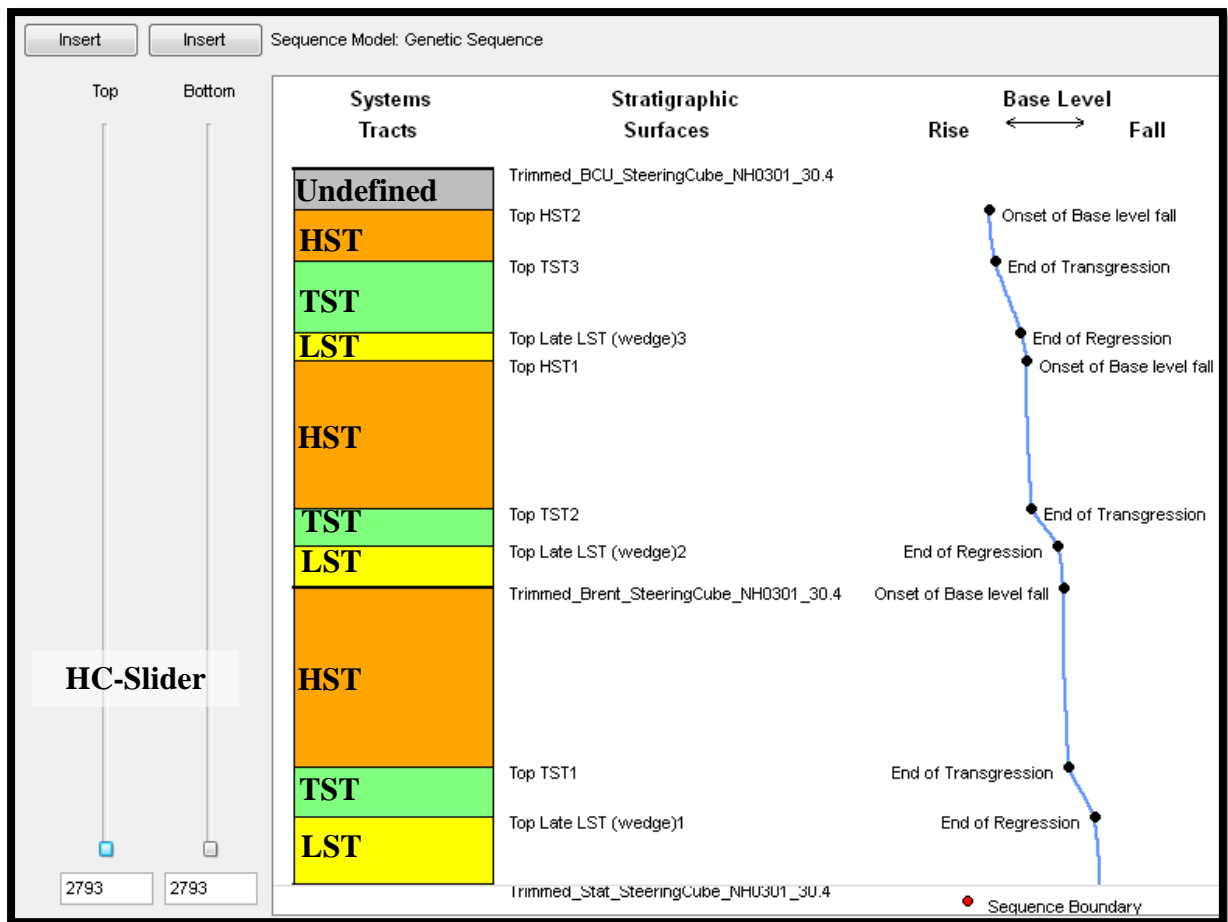 Insert Insert Sequence Model: Genetic Sequence
Top Bottom
Systems Tracts
Stratigraphic Surfaces
Base Level
Rise Fall
Undefined
Trimmed_BCU_SteeringCube_NH0301_30.4
Top HST2
Onset of Base level fall
HST
Top TST3
End of Transgression
TST
Top Late LST (wedge)3
End of Regression
LST
Top HST1
Onset of Base level fall
HST
Top TST2
End of Transgression
TST
Top Late LST (wedge)2
End of Regression
LST
Trimmed_Brent_SteeringCube_NH0301_30.4
Onset of Base level fall
HC-Slider
HST
Top TST1
End of Transgression
TST
Top Late LST (wedge)1
End of Regression
LST
2793 2793
Trimmed_Stat_SteeringCube_NH0301_30.4
Sequence Boundary